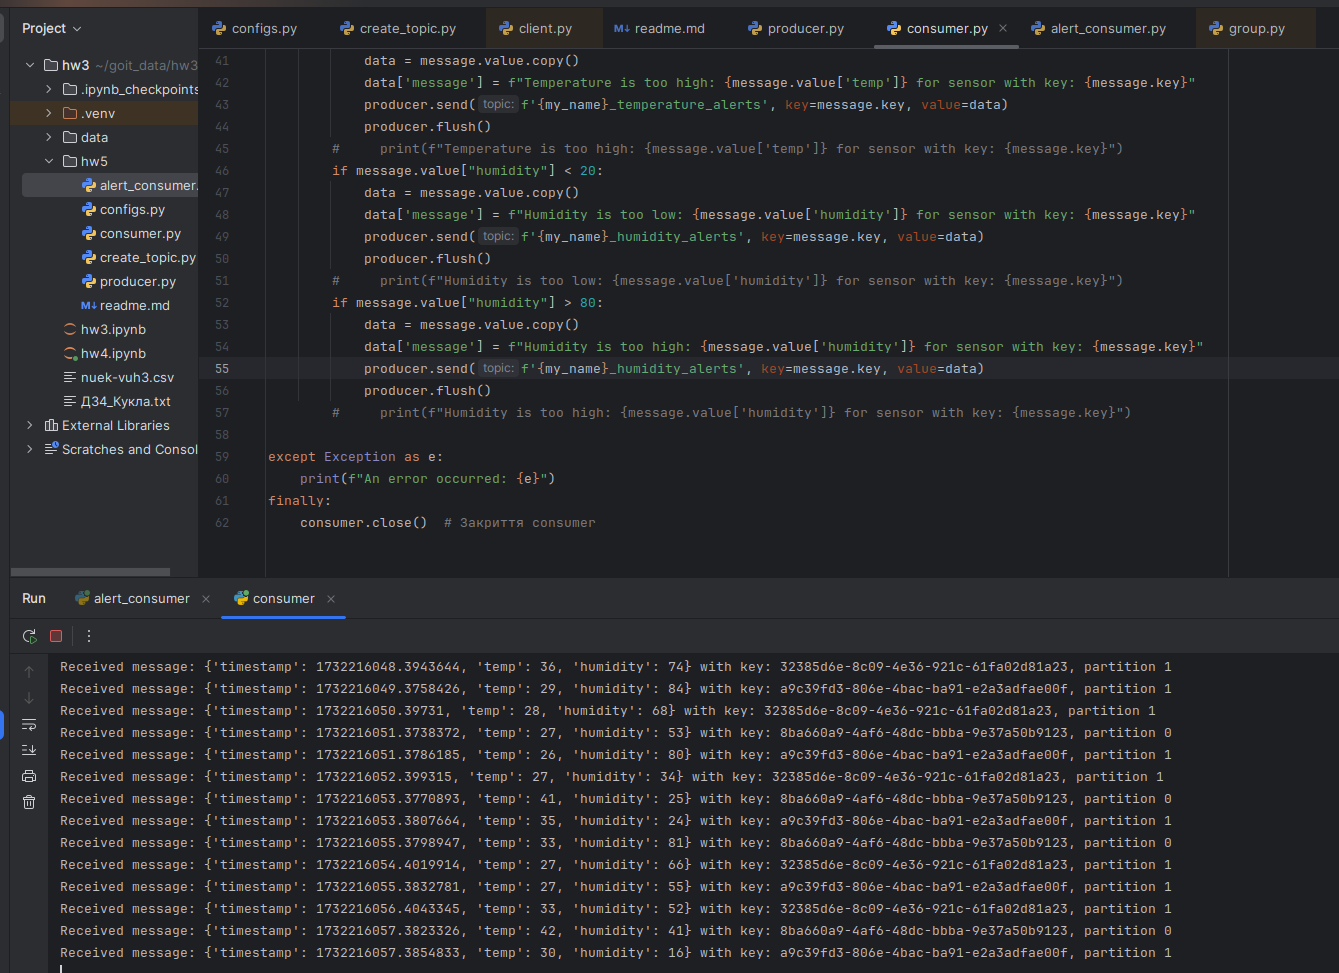 Project
configs.py
create_topic.py
client.py
readme.md
producer.py
consumer.py
alert_consumer.py
group.py
hw3 ~/goit_data/hw3
.ipynb_checkpoints
.venv
data
hw5
alert_consumer.
configs.py
consumer.py
create_topic.py
producer.py
readme.md
hw3.ipynb
hw4.ipynb
nuek-vuh3.csv
ДЗ4_Кукла.txt
External Libraries
Scratches and Consol
41 data = message.value.copy()
42 data['message'] = f"Temperature is too high: {message.value['temp']} for sensor with key: {message.key}"
43 producer.send( topic: f'{my_name}_temperature_alerts', key=message.key, value=data)
44 producer.flush()
45 # print(f"Temperature is too high: {message.value['temp']} for sensor with key: {message.key}")
46 if message.value["humidity"] < 20:
47 data = message.value.copy()
48 data['message'] = f"Humidity is too low: {message.value['humidity']} for sensor with key: {message.key}"
49 producer.send( topic: f'{my_name}_humidity_alerts', key=message.key, value=data)
50 producer.flush()
51 # print(f"Humidity is too low: {message.value['humidity']} for sensor with key: {message.key}")
52 if message.value["humidity"] > 80:
53 data = message.value.copy()
54 data['message'] = f"Humidity is too high: {message.value['humidity']} for sensor with key: {message.key}"
55 producer.send( topic: f'{my_name}_humidity_alerts', key=message.key, value=data)
56 producer.flush()
57 # print(f"Humidity is too high: {message.value['humidity']} for sensor with key: {message.key}")
58
59 except Exception as e:
60 print(f"An error occurred: {e}")
61 finally:
62 consumer.close() # Закриття consumer
Run
alert_consumer
consumer
Received message: {'timestamp': 1732216048.3943644, 'temp': 36, 'humidity': 74} with key: 32385d6e-8c09-4e36-921c-61fa02d81a23, partition 1
Received message: {'timestamp': 1732216049.3758426, 'temp': 29, 'humidity': 84} with key: a9c39fd3-806e-4bac-ba91-e2a3adfae00f, partition 1
Received message: {'timestamp': 1732216050.39731, 'temp': 28, 'humidity': 68} with key: 32385d6e-8c09-4e36-921c-61fa02d81a23, partition 1
Received message: {'timestamp': 1732216051.3738372, 'temp': 27, 'humidity': 53} with key: 8ba660a9-4af6-48dc-bbba-9e37a50b9123, partition 0
Received message: {'timestamp': 1732216051.3786185, 'temp': 26, 'humidity': 80} with key: a9c39fd3-806e-4bac-ba91-e2a3adfae00f, partition 1
Received message: {'timestamp': 1732216052.399315, 'temp': 27, 'humidity': 34} with key: 32385d6e-8c09-4e36-921c-61fa02d81a23, partition 1
Received message: {'timestamp': 1732216053.3770893, 'temp': 41, 'humidity': 25} with key: 8ba660a9-4af6-48dc-bbba-9e37a50b9123, partition 0
Received message: {'timestamp': 1732216053.3807664, 'temp': 35, 'humidity': 24} with key: a9c39fd3-806e-4bac-ba91-e2a3adfae00f, partition 1
Received message: {'timestamp': 1732216055.3798947, 'temp': 33, 'humidity': 81} with key: 8ba660a9-4af6-48dc-bbba-9e37a50b9123, partition 0
Received message: {'timestamp': 1732216054.4019914, 'temp': 27, 'humidity': 66} with key: 32385d6e-8c09-4e36-921c-61fa02d81a23, partition 1
Received message: {'timestamp': 1732216055.3832781, 'temp': 27, 'humidity': 55} with key: a9c39fd3-806e-4bac-ba91-e2a3adfae00f, partition 1
Received message: {'timestamp': 1732216056.4043345, 'temp': 33, 'humidity': 52} with key: 32385d6e-8c09-4e36-921c-61fa02d81a23, partition 1
Received message: {'timestamp': 1732216057.3823326, 'temp': 42, 'humidity': 41} with key: 8ba660a9-4af6-48dc-bbba-9e37a50b9123, partition 0
Received message: {'timestamp': 1732216057.3854833, 'temp': 30, 'humidity': 16} with key: a9c39fd3-806e-4bac-ba91-e2a3adfae00f, partition 1